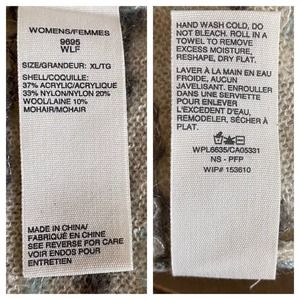 WOMENS/FEMMES
9695
WLF
SIZE/GRANDEUR: XL/TG
SHELL/COQUILLE:
37% ACRYLIC/ACRYLIQUE
33% NYLON/NYLON 20%
WOOL/LAINE 10%
MOHAIR/MOHAIR
MADE IN CHINA/
FABRIQUÉ EN CHINE
SEE REVERSE FOR CARE
VOIR ENDOS POUR
ENTRETIEN
HAND WASH COLD, DO
NOT BLEACH. ROLL IN A
TOWEL TO REMOVE
EXCESS MOISTURE,
RESHAPE, DRY FLAT.
LAVER À LA MAIN EN EAU
FROIDE, AUCUN
JAVELISANT. ENROULER
DANS UNE SERVIETTE
POUR ENLEVER
L'EXCEDENT D'EAU,
REMODELER, SÉCHER À
PLAT.
WPL6635/CA05331
NS - PFP
WIP# 153610